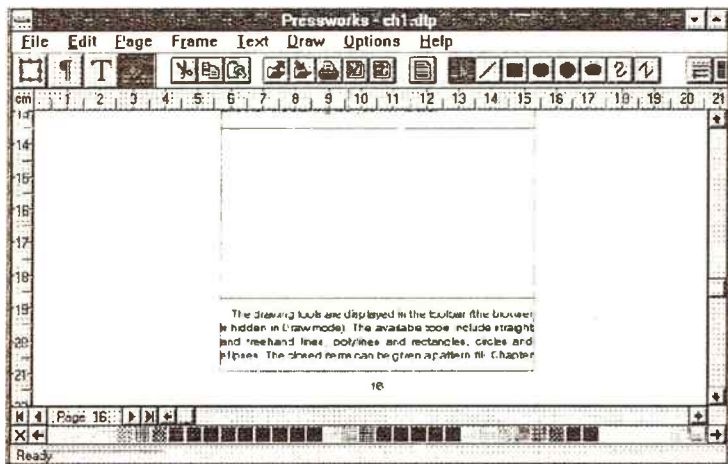 Pressworks - ch1.dtp
File Edit Page Frame Text Draw Options Help
T
cm 1 2 3 4 5 6 7 8 9 10 11 12 13 14 15 16 17 18 19 20 21
13
14
15
16
17
18
19
20
21
The drawing tools are displayed in the toolbar (the browser
is hidden in Draw mode). The available tools include straight
and freehand lines, polylines and rectangles, circles and
ellipses. The closed items can be given a pattern fill. Chapter
16
Page 16
Ready